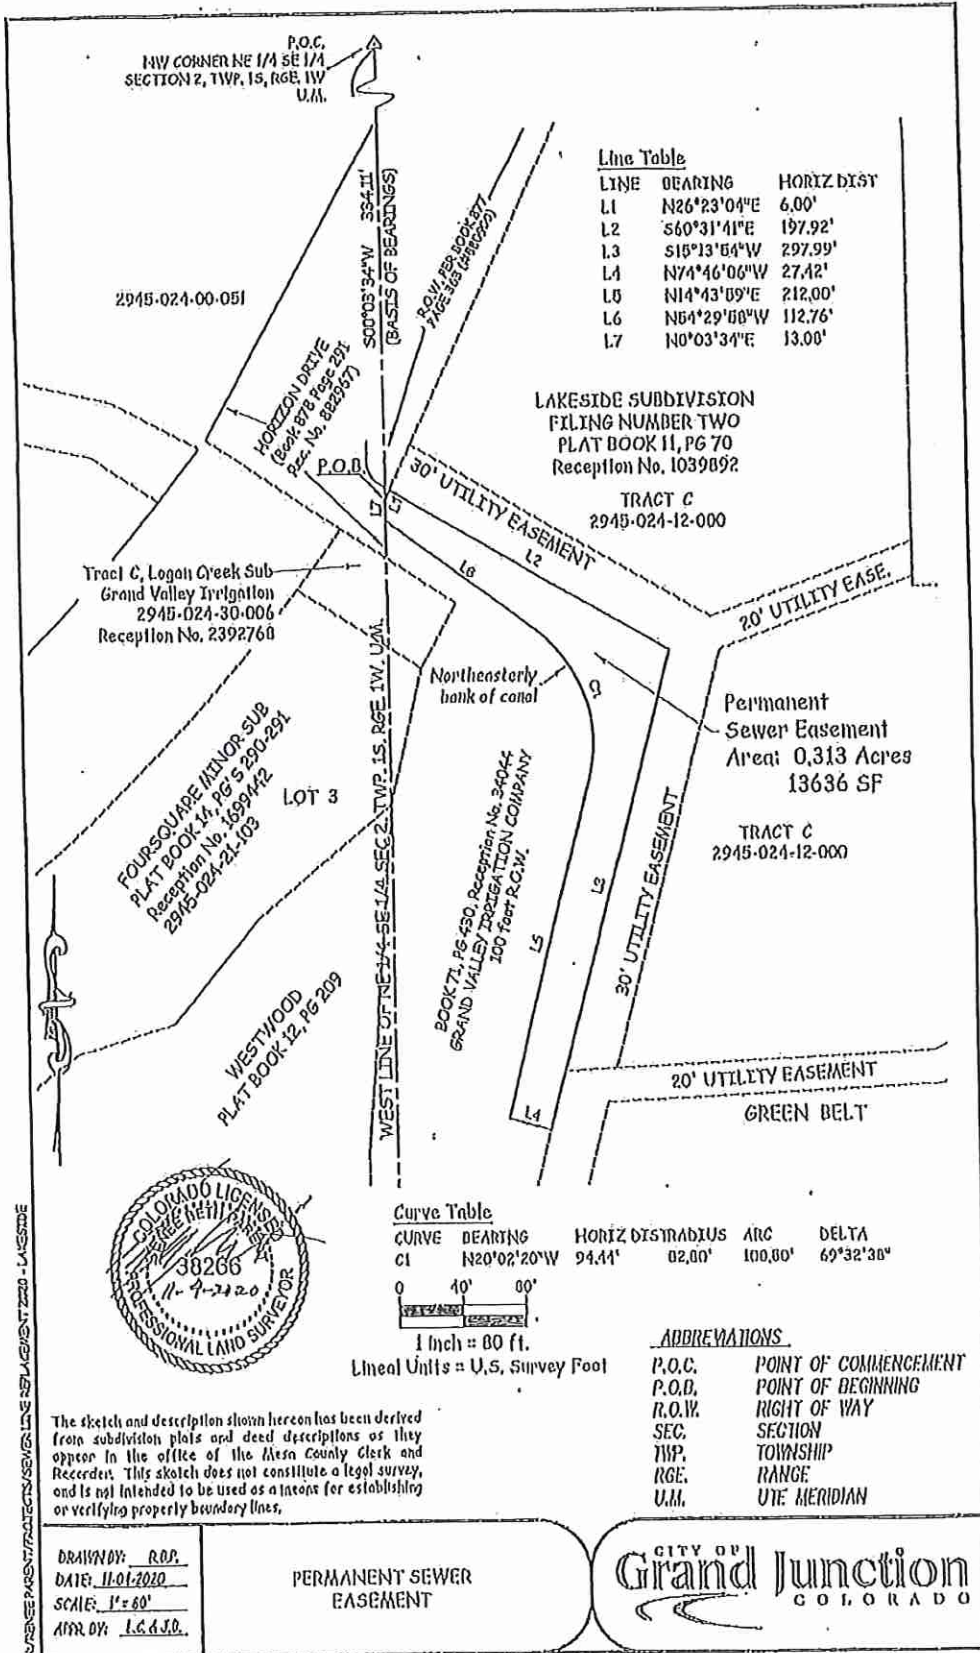 P.O.C.
NW CORNER NE 1/4 SE 1/4
SECTION 2, TWP. 1S, RGE. 1W
U.M.
S00°03'34"W 334.11'
(BASIS OF BEARINGS)
R.O.W. PER BOOK 877
PAGE 363
Line Table
LINE BEARING HORIZ DIST
L1 N26°23'04"E 6.00'
L2 S60°31'41"E 197.92'
L3 S15°13'54"W 297.99'
L4 N74°46'06"W 27.42'
L5 N14°43'59"E 212.00'
L6 N54°29'58"W 112.76'
L7 N0°03'34"E 13.00'
2945-024-00-051
HORIZON DRIVE
(Book 878 Page 291
Rec. No. 882967)
P.O.B.
L7
L1
LAKESIDE SUBDIVISION
FILING NUMBER TWO
PLAT BOOK 11, PG 70
Reception No. 1039892
TRACT C
2945-024-12-000
30' UTILITY EASEMENT
L2
L6
20' UTILITY EASE.
Tract C, Logan Creek Sub
Grand Valley Irrigation
2945-024-30-006
Reception No. 2392760
Northeasterly
bank of canal
C1
Permanent
Sewer Easement
Area: 0.313 Acres
13636 SF
FOURSQUARE MINOR SUB
PLAT BOOK 14, PG'S 290-291
Reception No. 1699442
2945-024-21-103
LOT 3
WEST LINE OF NE 1/4 SE 1/4 SEC 2, TWP. 1S, RGE 1W. U.M.
BOOK 71, PG 430, Reception No. 34044
GRAND VALLEY IRRIGATION COMPANY
100 foot R.O.W.
L5
L3
30' UTILITY EASEMENT
TRACT C
2945-024-12-000
WESTWOOD
PLAT BOOK 12, PG 209
20' UTILITY EASEMENT
GREEN BELT
L4
COLORADO LICENSED
38266
11-9-2020
PROFESSIONAL LAND SURVEYOR
Curve Table
CURVE BEARING HORIZ DIST RADIUS ARC DELTA
C1 N20°02'20"W 94.44' 100.00' 69°32'38"
0 40' 80'
1 inch = 80 ft.
Lineal Units = U.S. Survey Foot
ABBREVIATIONS
P.O.C. POINT OF COMMENCEMENT
P.O.B. POINT OF BEGINNING
R.O.W. RIGHT OF WAY
SEC. SECTION
TWP. TOWNSHIP
RGE. RANGE
U.M. UTE MERIDIAN
The sketch and description shown hereon has been derived
from subdivision plats and deed descriptions as they
appear in the office of the Mesa County Clerk and
Recorder. This sketch does not constitute a legal survey,
and is not intended to be used as a means for establishing
or verifying property boundary lines.
DRAWN BY: R.B.P.
DATE: 11-01-2020
SCALE: 1" = 80'
APPR. BY:
PERMANENT SEWER
EASEMENT
CITY OF
Grand Junction
COLORADO